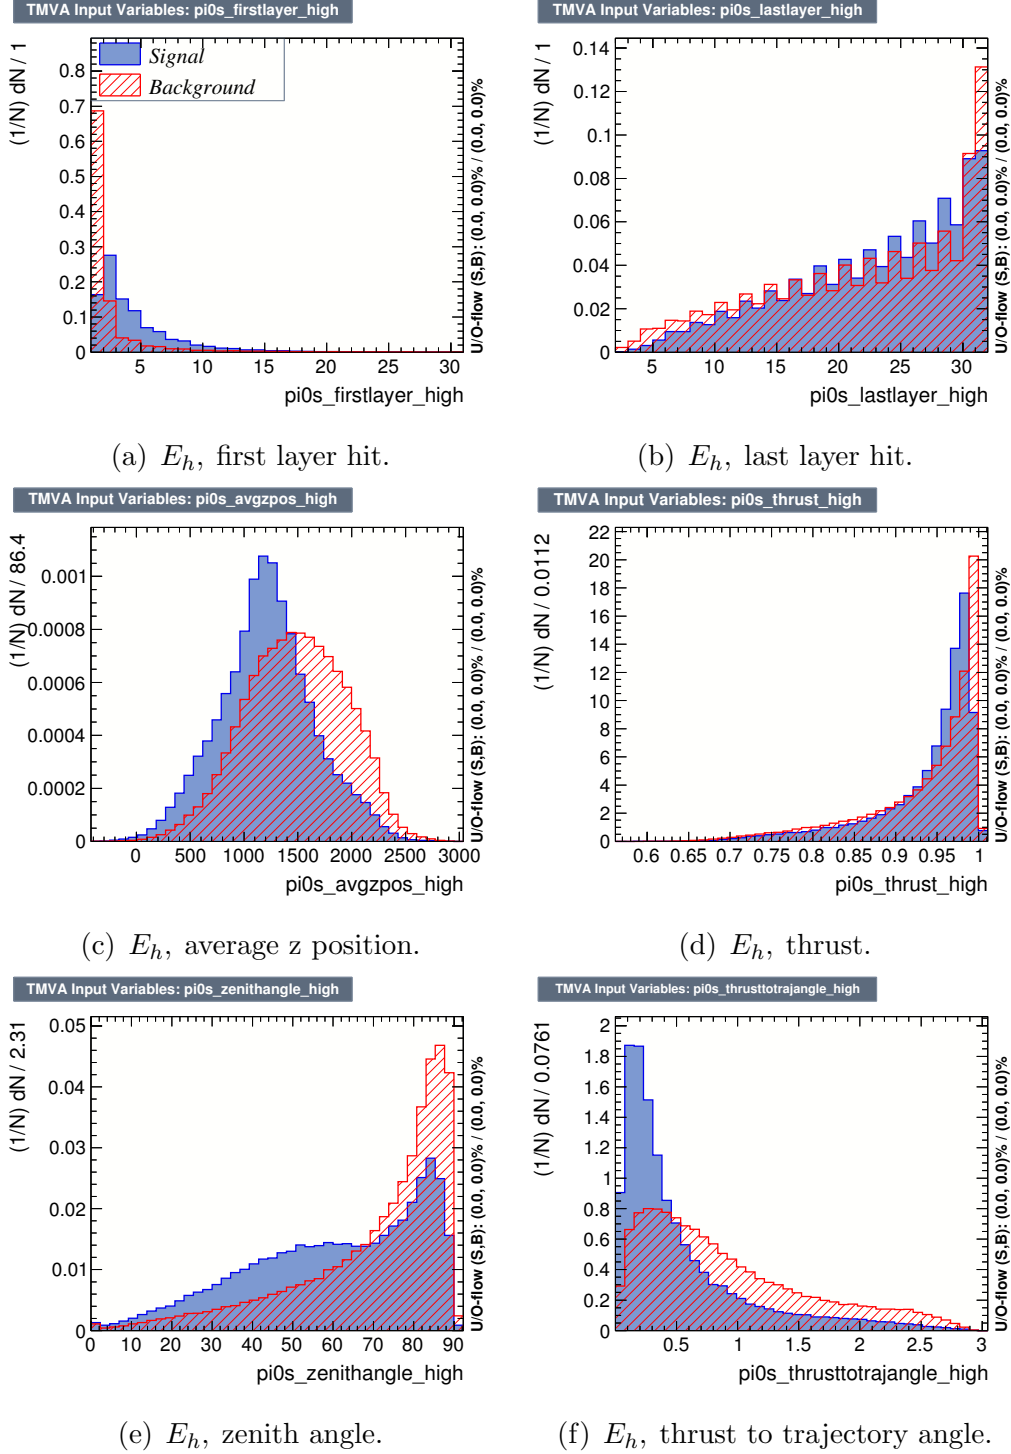 TMVA Input Variables: pi0s_firstlayer_high
(1/N) dN / 1
0.8
0.7
0.6
0.5
0.4
0.3
0.2
0.1
0
Signal
Background
5 10 15 20 25 30
pi0s_firstlayer_high
U/O-flow (S,B): (0.0, 0.0)% / (0.0, 0.0)%
(a) E_h, first layer hit.
TMVA Input Variables: pi0s_lastlayer_high
(1/N) dN / 1
0.14
0.12
0.1
0.08
0.06
0.04
0.02
0
5 10 15 20 25 30
pi0s_lastlayer_high
U/O-flow (S,B): (0.0, 0.0)% / (0.0, 0.0)%
(b) E_h, last layer hit.
TMVA Input Variables: pi0s_avgzpos_high
(1/N) dN / 86.4
0.001
0.0008
0.0006
0.0004
0.0002
0
0 500 1000 1500 2000 2500 3000
pi0s_avgzpos_high
U/O-flow (S,B): (0.0, 0.0)% / (0.0, 0.0)%
(c) E_h, average z position.
TMVA Input Variables: pi0s_thrust_high
(1/N) dN / 0.0112
22
20
18
16
14
12
10
8
6
4
2
0
0.6 0.65 0.7 0.75 0.8 0.85 0.9 0.95 1
pi0s_thrust_high
U/O-flow (S,B): (0.0, 0.0)% / (0.0, 0.0)%
(d) E_h, thrust.
TMVA Input Variables: pi0s_zenithangle_high
(1/N) dN / 2.31
0.05
0.04
0.03
0.02
0.01
0
0 10 20 30 40 50 60 70 80 90
pi0s_zenithangle_high
U/O-flow (S,B): (0.0, 0.0)% / (0.0, 0.0)%
(e) E_h, zenith angle.
TMVA Input Variables: pi0s_thrusttotrajangle_high
(1/N) dN / 0.0761
2
1.8
1.6
1.4
1.2
1
0.8
0.6
0.4
0.2
0
0.5 1 1.5 2 2.5 3
pi0s_thrusttotrajangle_high
U/O-flow (S,B): (0.0, 0.0)% / (0.0, 0.0)%
(f) E_h, thrust to trajectory angle.